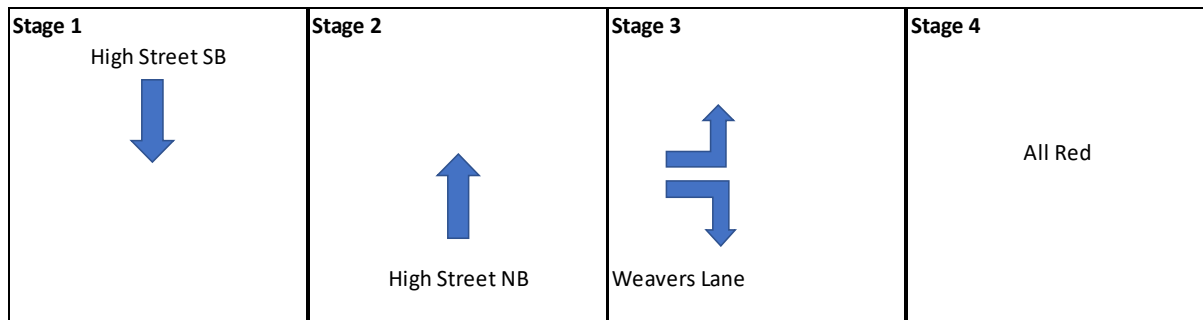 Stage 1
High Street SB
Stage 2
High Street NB
Stage 3
Weavers Lane
Stage 4
All Red